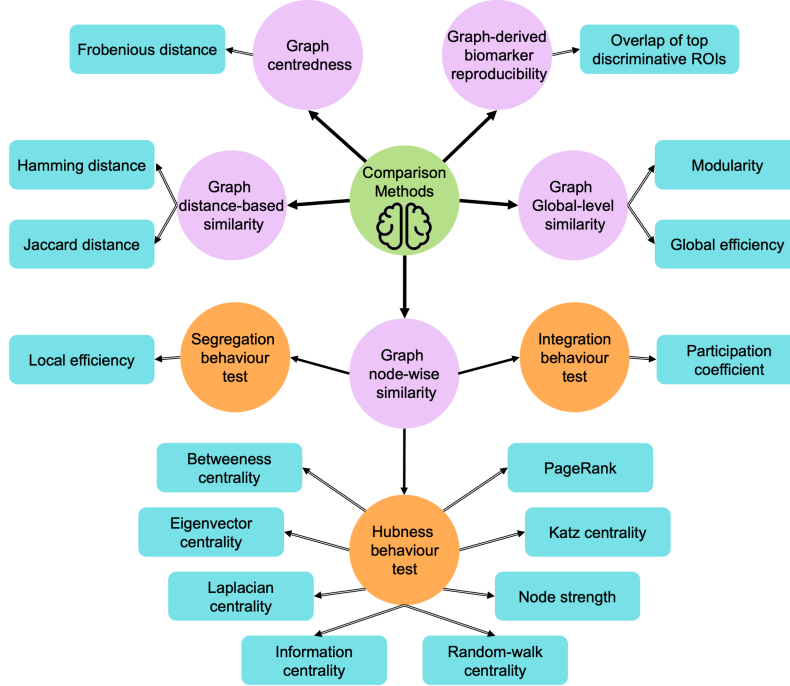 Frobenious distance
Graph
centredness
Graph-derived
biomarker
reproducibility
Overlap of top
discriminative ROIs
Hamming distance
Jaccard distance
Graph
distance-based
similarity
Comparison
Methods
Graph
Global-level
similarity
Modularity
Global efficiency
Local efficiency
Segregation
behaviour
test
Graph
node-wise
similarity
Integration
behaviour
test
Participation
coefficient
Betweeness
centrality
PageRank
Eigenvector
centrality
Hubness
behaviour
test
Katz centrality
Laplacian
centrality
Node strength
Information
centrality
Random-walk
centrality